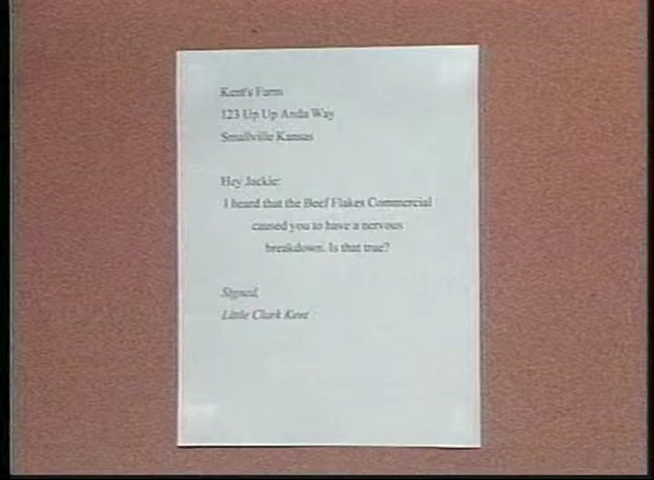 Kent's Farm
123 Up Up Anda Way
Smallville Kansas
Hey Jackie:
I heard that the Beef Flakes Commercial
caused you to have a nervous
breakdown. Is that true?
Signed,
Little Clark Kent